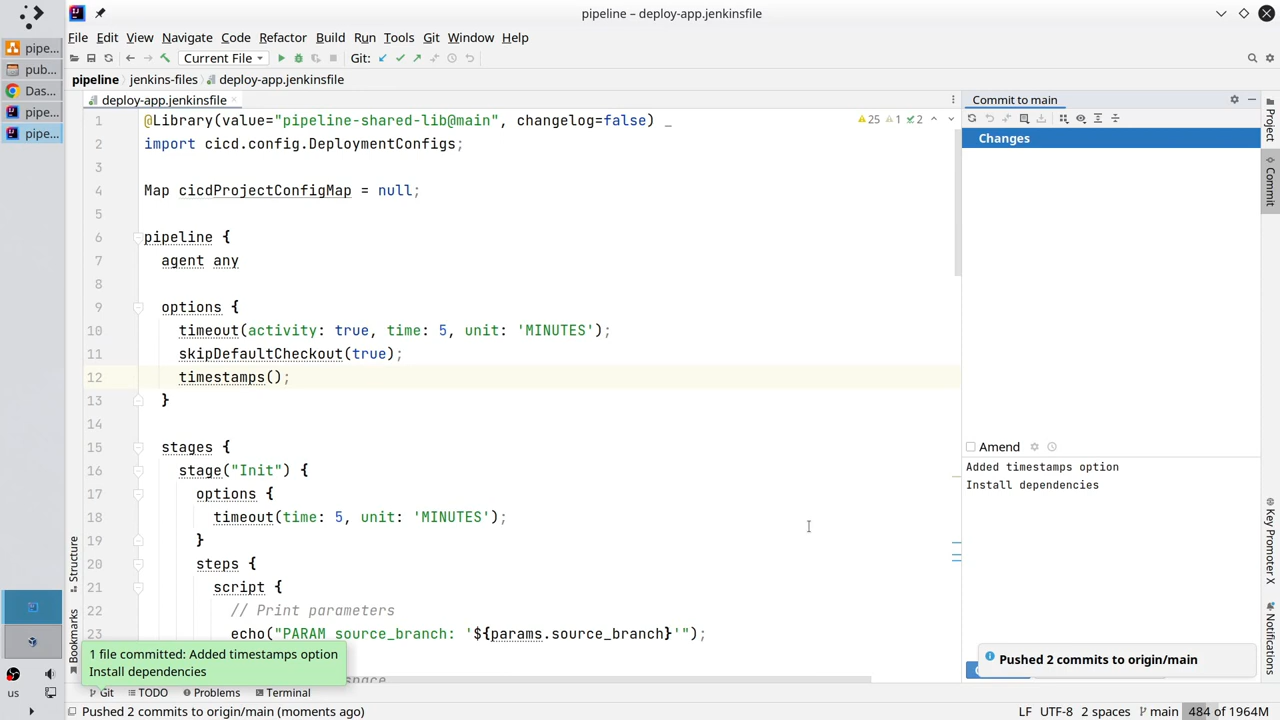 pipeline – deploy-app.jenkinsfile
File Edit View Navigate Code Refactor Build Run Tools Git Window Help
Current File
Git:
pipeline jenkins-files deploy-app.jenkinsfile
pipe...
pub...
Das...
pipe...
pipe...
us
deploy-app.jenkinsfile
25 1 2
1 @Library(value="pipeline-shared-lib@main", changelog=false) _
2 import cicd.config.DeploymentConfigs;
3
4 Map cicdProjectConfigMap = null;
5
6 pipeline {
7 agent any
8
9 options {
10 timeout(activity: true, time: 5, unit: 'MINUTES');
11 skipDefaultCheckout(true);
12 timestamps();
13 }
14
15 stages {
16 stage("Init") {
17 options {
18 timeout(time: 5, unit: 'MINUTES');
19 }
20 steps {
21 script {
22 // Print parameters
23 echo("PARAM source_branch: '${params.source_branch}'");
Commit to main
Changes
Amend
Added timestamps option
Install dependencies
Project
Commit
Key Promoter X
Notifications
Structure
Bookmarks
1 file committed: Added timestamps option
Install dependencies
Pushed 2 commits to origin/main
Git TODO Problems Terminal
Pushed 2 commits to origin/main (moments ago)
LF UTF-8 2 spaces main 484 of 1964M